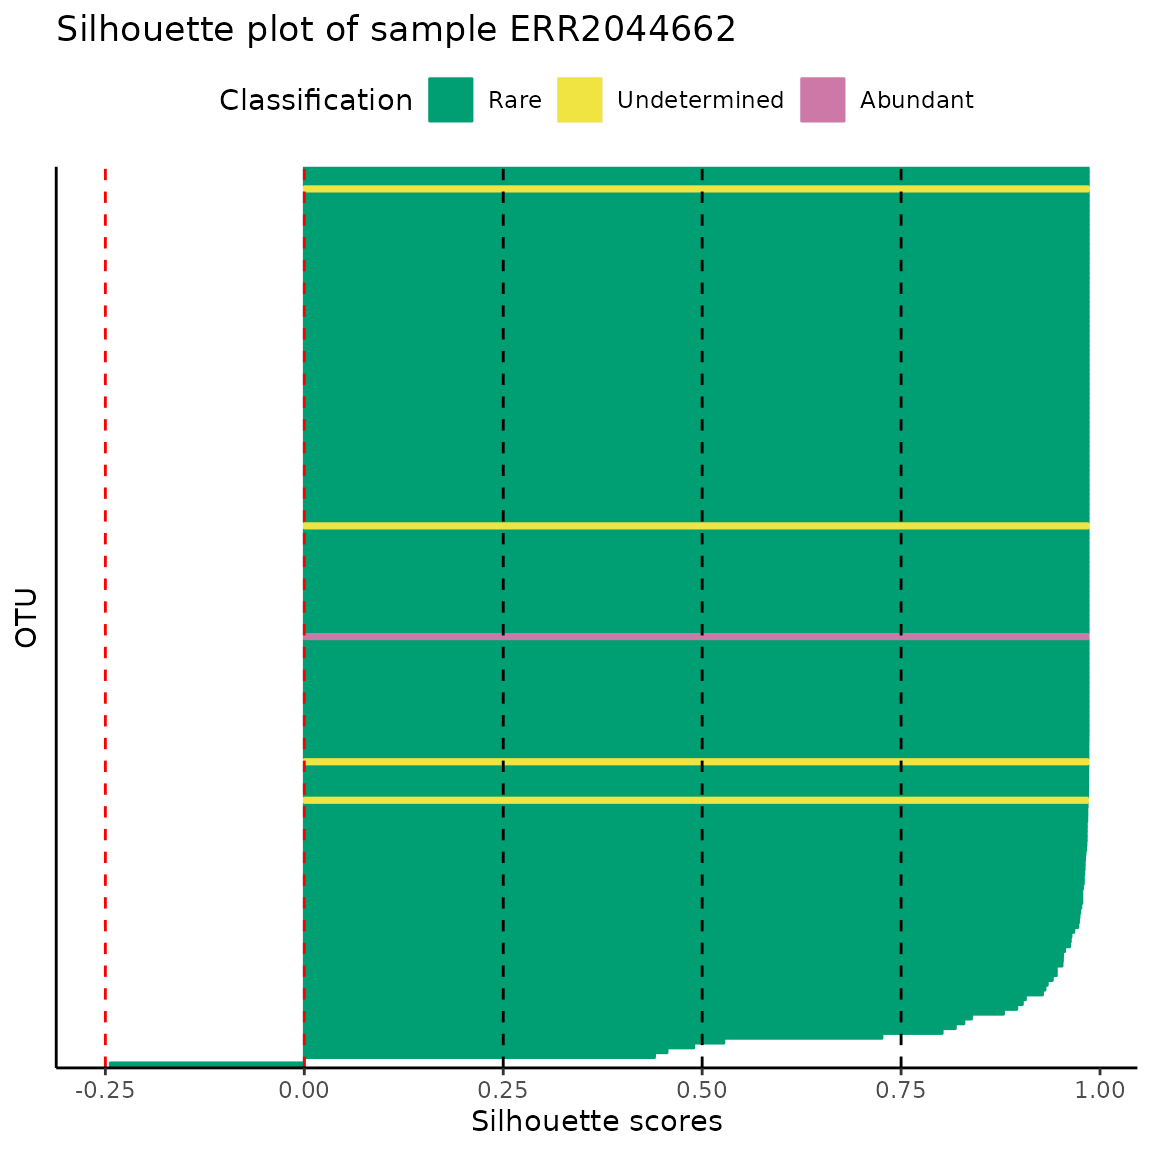 Silhouette plot of sample ERR2044662
Classification Rare Undetermined Abundant
OTU
-0.25 0.00 0.25 0.50 0.75 1.00
Silhouette scores